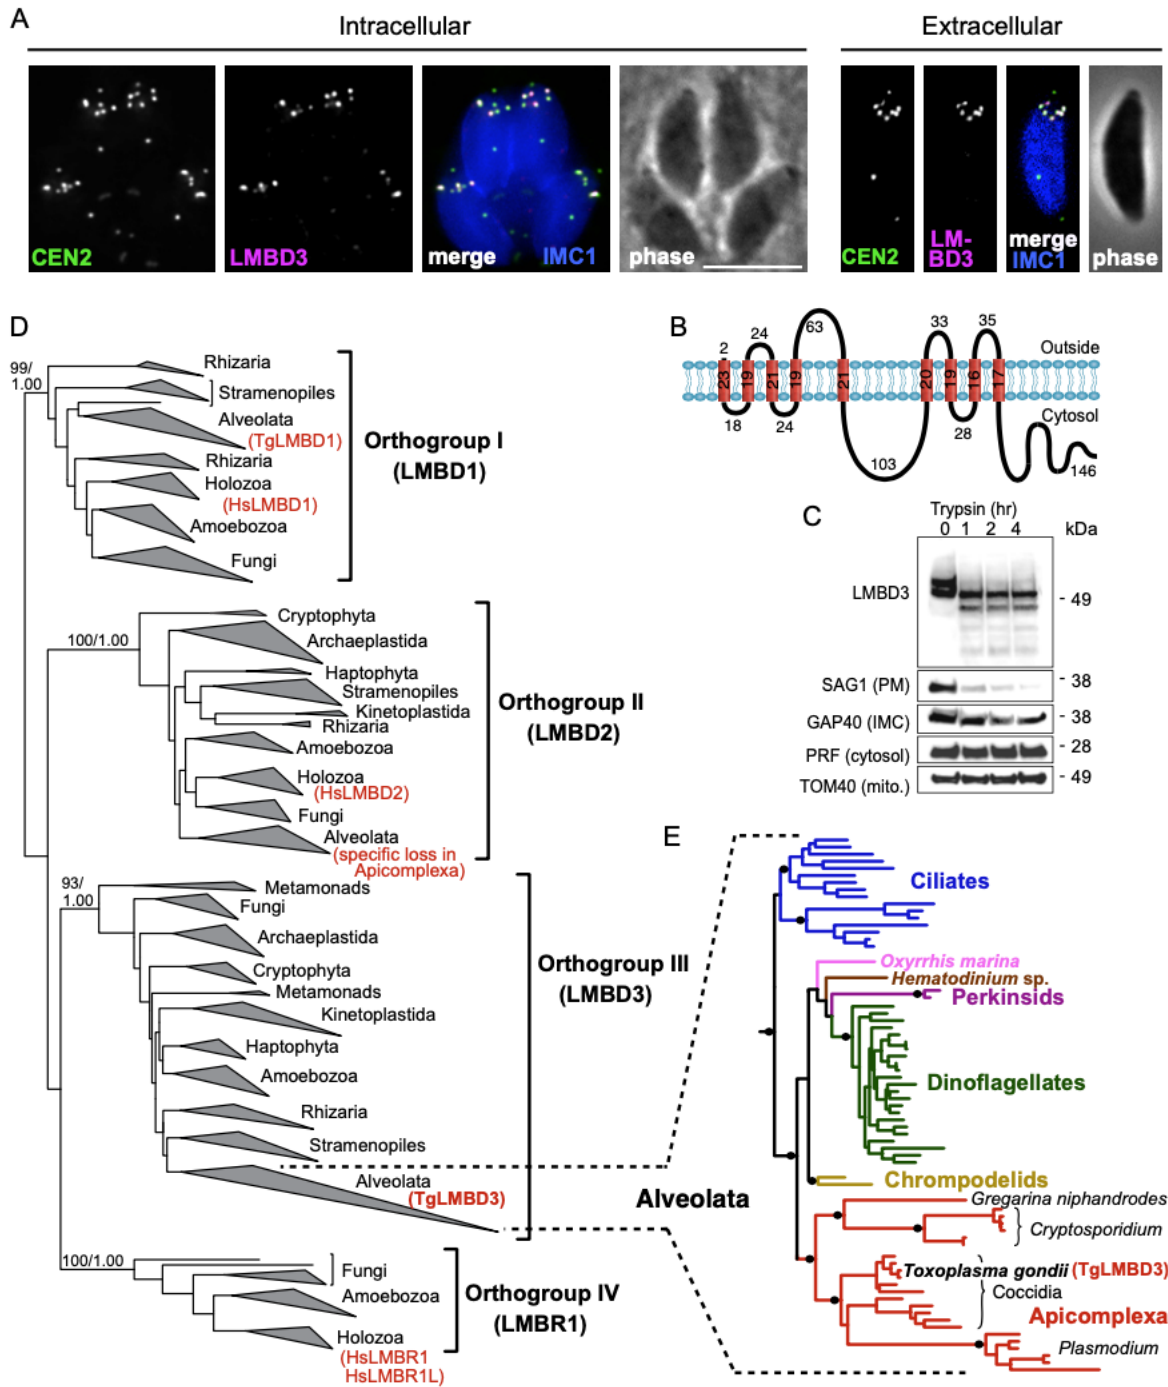 A
Intracellular
Extracellular
CEN2
LMBD3
merge
IMC1
phase
CEN2
LM-
BD3
merge
IMC1
phase
D
99/
1.00
Rhizaria
Stramenopiles
Alveolata
(TgLMBD1)
Rhizaria
Holozoa
(HsLMBD1)
Amoebozoa
Fungi
Orthogroup I
(LMBD1)
100/1.00
Cryptophyta
Archaeplastida
Haptophyta
Stramenopiles
Kinetoplastida
Rhizaria
Amoebozoa
Holozoa
(HsLMBD2)
Fungi
Alveolata
(specific loss in
Apicomplexa)
Orthogroup II
(LMBD2)
93/
1.00
Metamonads
Fungi
Archaeplastida
Cryptophyta
Metamonads
Kinetoplastida
Haptophyta
Amoebozoa
Rhizaria
Stramenopiles
Alveolata
(TgLMBD3)
Orthogroup III
(LMBD3)
100/1.00
Fungi
Amoebozoa
Holozoa
(HsLMBR1
HsLMBR1L)
Orthogroup IV
(LMBR1)
B
2
24
63
33
35
Outside
23
19
21
19
21
20
19
16
17
18
24
103
28
Cytosol
146
C
Trypsin (hr)
0 1 2 4
kDa
LMBD3
- 49
SAG1 (PM)
- 38
GAP40 (IMC)
- 38
PRF (cytosol)
- 28
TOM40 (mito.)
- 49
E
Ciliates
Oxyrrhis marina
Hematodinium sp.
Perkinsids
Dinoflagellates
Chrompodelids
Alveolata
Gregarina niphandrodes
Cryptosporidium
Toxoplasma gondii (TgLMBD3)
Coccidia
Apicomplexa
Plasmodium